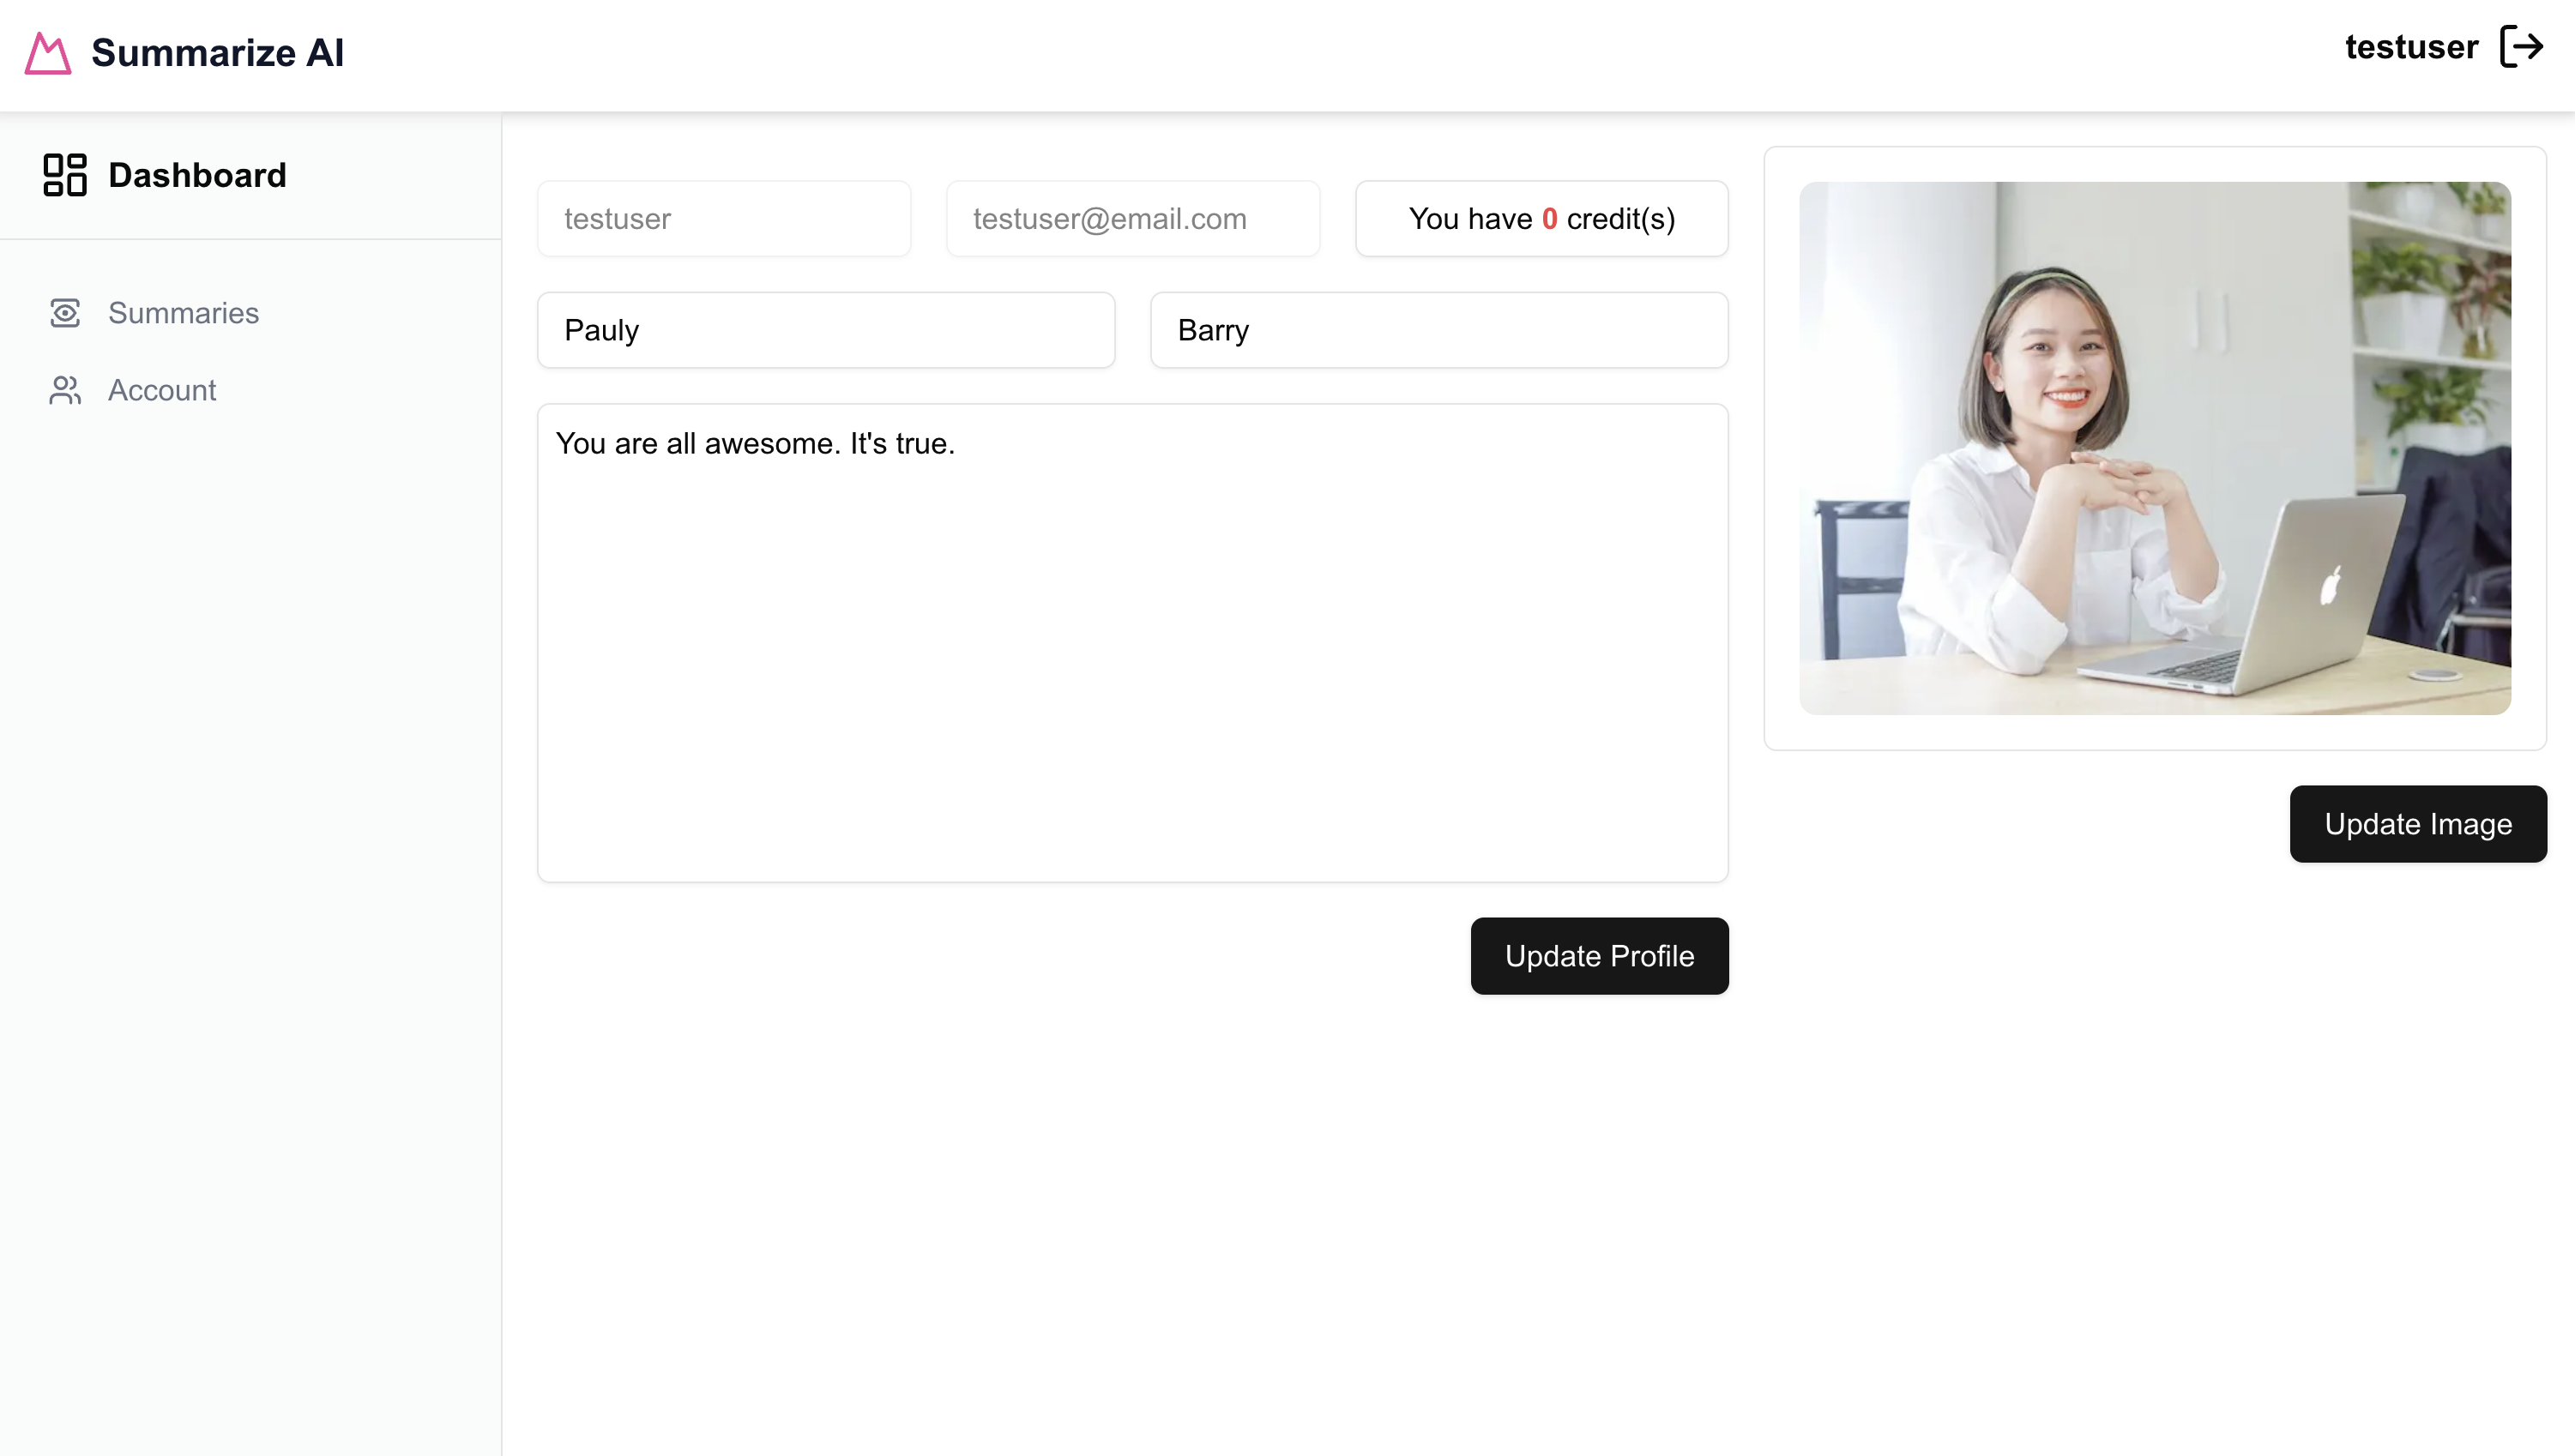 Summarize AI
testuser
Dashboard
Summaries
Account
testuser
testuser@email.com
You have 0 credit(s)
Pauly
Barry
You are all awesome. It's true.
Update Profile
Update Image